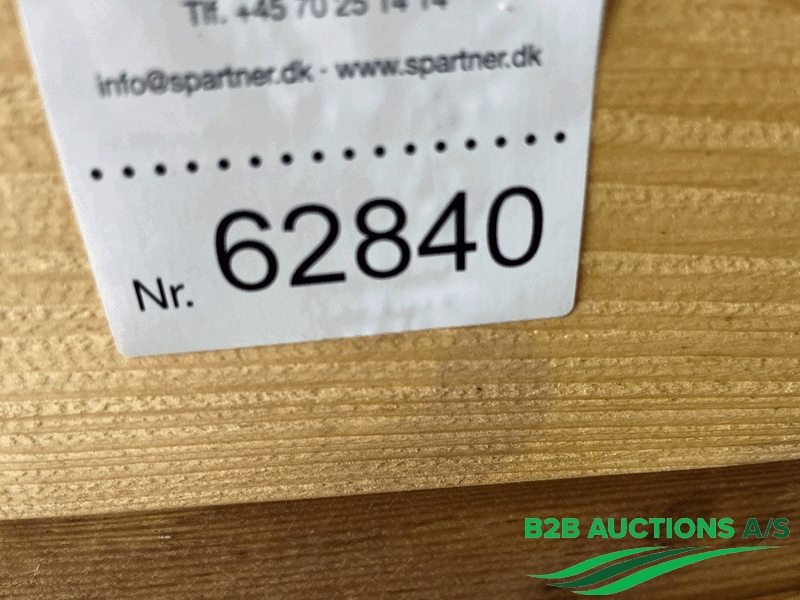 Tlf. +45 70 25 14 14
info@spartner.dk · www.spartner.dk
Nr. 62840
B2B AUCTIONS A/S